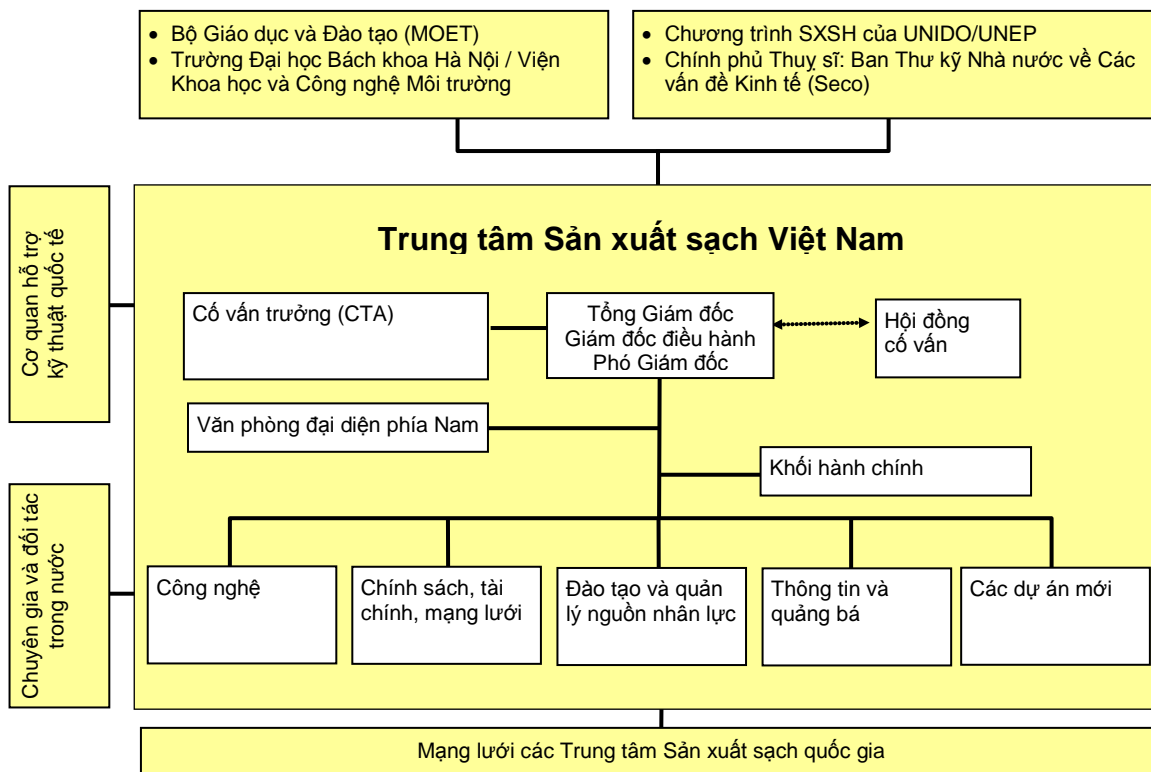 • Bộ Giáo dục và Đào tạo (MOET)
• Trường Đại học Bách khoa Hà Nội / Viện
Khoa học và Công nghệ Môi trường
• Chương trình SXSH của UNIDO/UNEP
• Chính phủ Thuỵ sĩ: Ban Thư ký Nhà nước về Các
vấn đề Kinh tế (Seco)
Cơ quan hỗ trợ
kỹ thuật quốc tế
Trung tâm Sản xuất sạch Việt Nam
Cố vấn trưởng (CTA)
Tổng Giám đốc
Giám đốc điều hành
Phó Giám đốc
Hội đồng
cố vấn
Văn phòng đại diện phía Nam
Khối hành chính
Chuyên gia và đối tác
trong nước
Công nghệ
Chính sách, tài
chính, mạng lưới
Đào tạo và quản
lý nguồn nhân lực
Thông tin và
quảng bá
Các dự án mới
Mạng lưới các Trung tâm Sản xuất sạch quốc gia